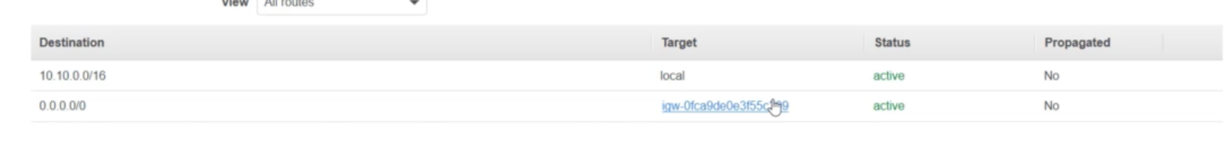 View All routes
Destination Target Status Propagated
10.10.0.0/16 local active No
0.0.0.0/0 active No